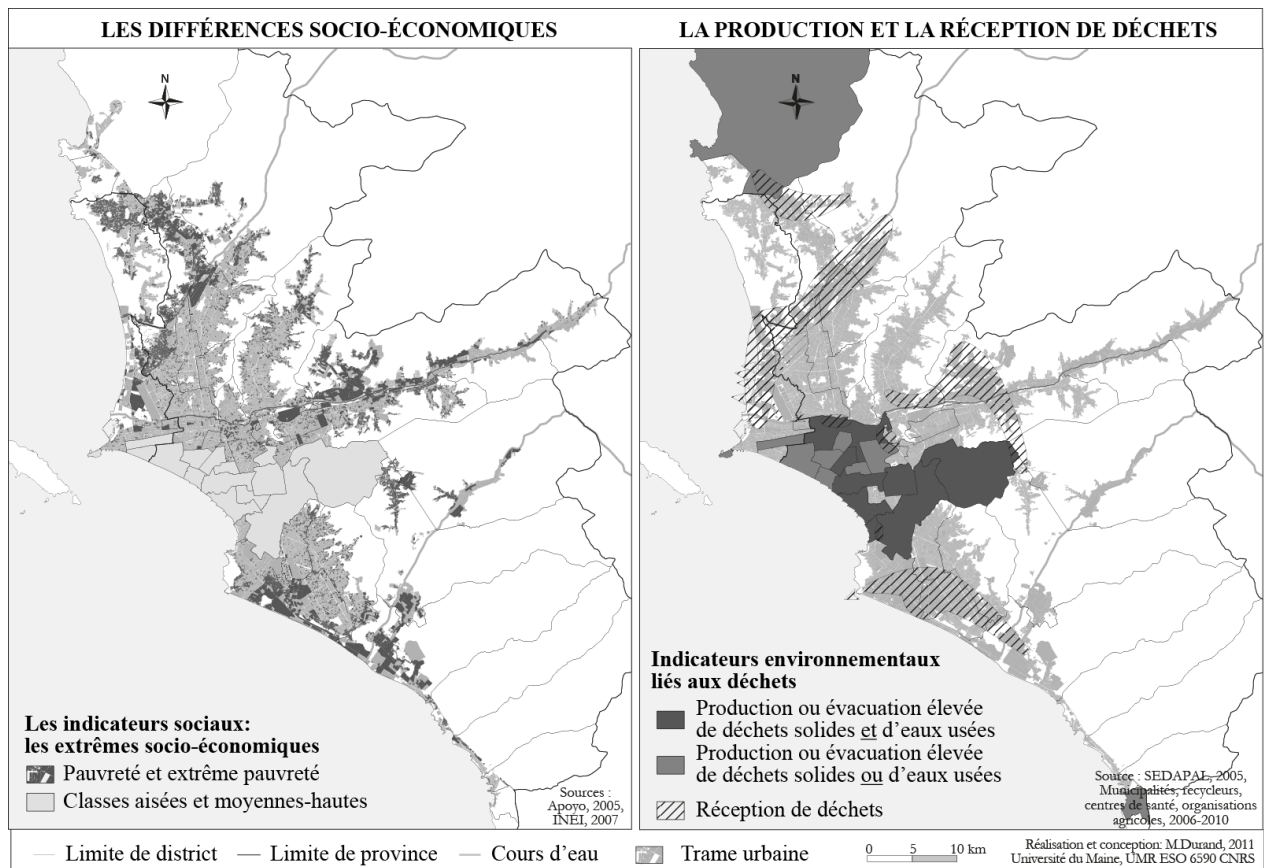 LES DIFFÉRENCES SOCIO-ÉCONOMIQUES
N
Les indicateurs sociaux:
les extrêmes socio-économiques
Pauvreté et extrême pauvreté
Classes aisées et moyennes-hautes
Sources :
Apoyo, 2005,
INÉI, 2007
LA PRODUCTION ET LA RÉCEPTION DE DÉCHETS
N
Indicateurs environnementaux
liés aux déchets
Production ou évacuation élevée
de déchets solides et d'eaux usées
Production ou évacuation élevée
de déchets solides ou d'eaux usées
Réception de déchets
Source : SEDAPAL, 2005,
Municipalités, recycleurs,
centres de santé, organisations
agricoles, 2006-2010
Limite de district
Limite de province
Cours d'eau
Trame urbaine
0 5 10 km
Réalisation et conception: M.Durand, 2011
Université du Maine, UMR ESO 6590 CNRS